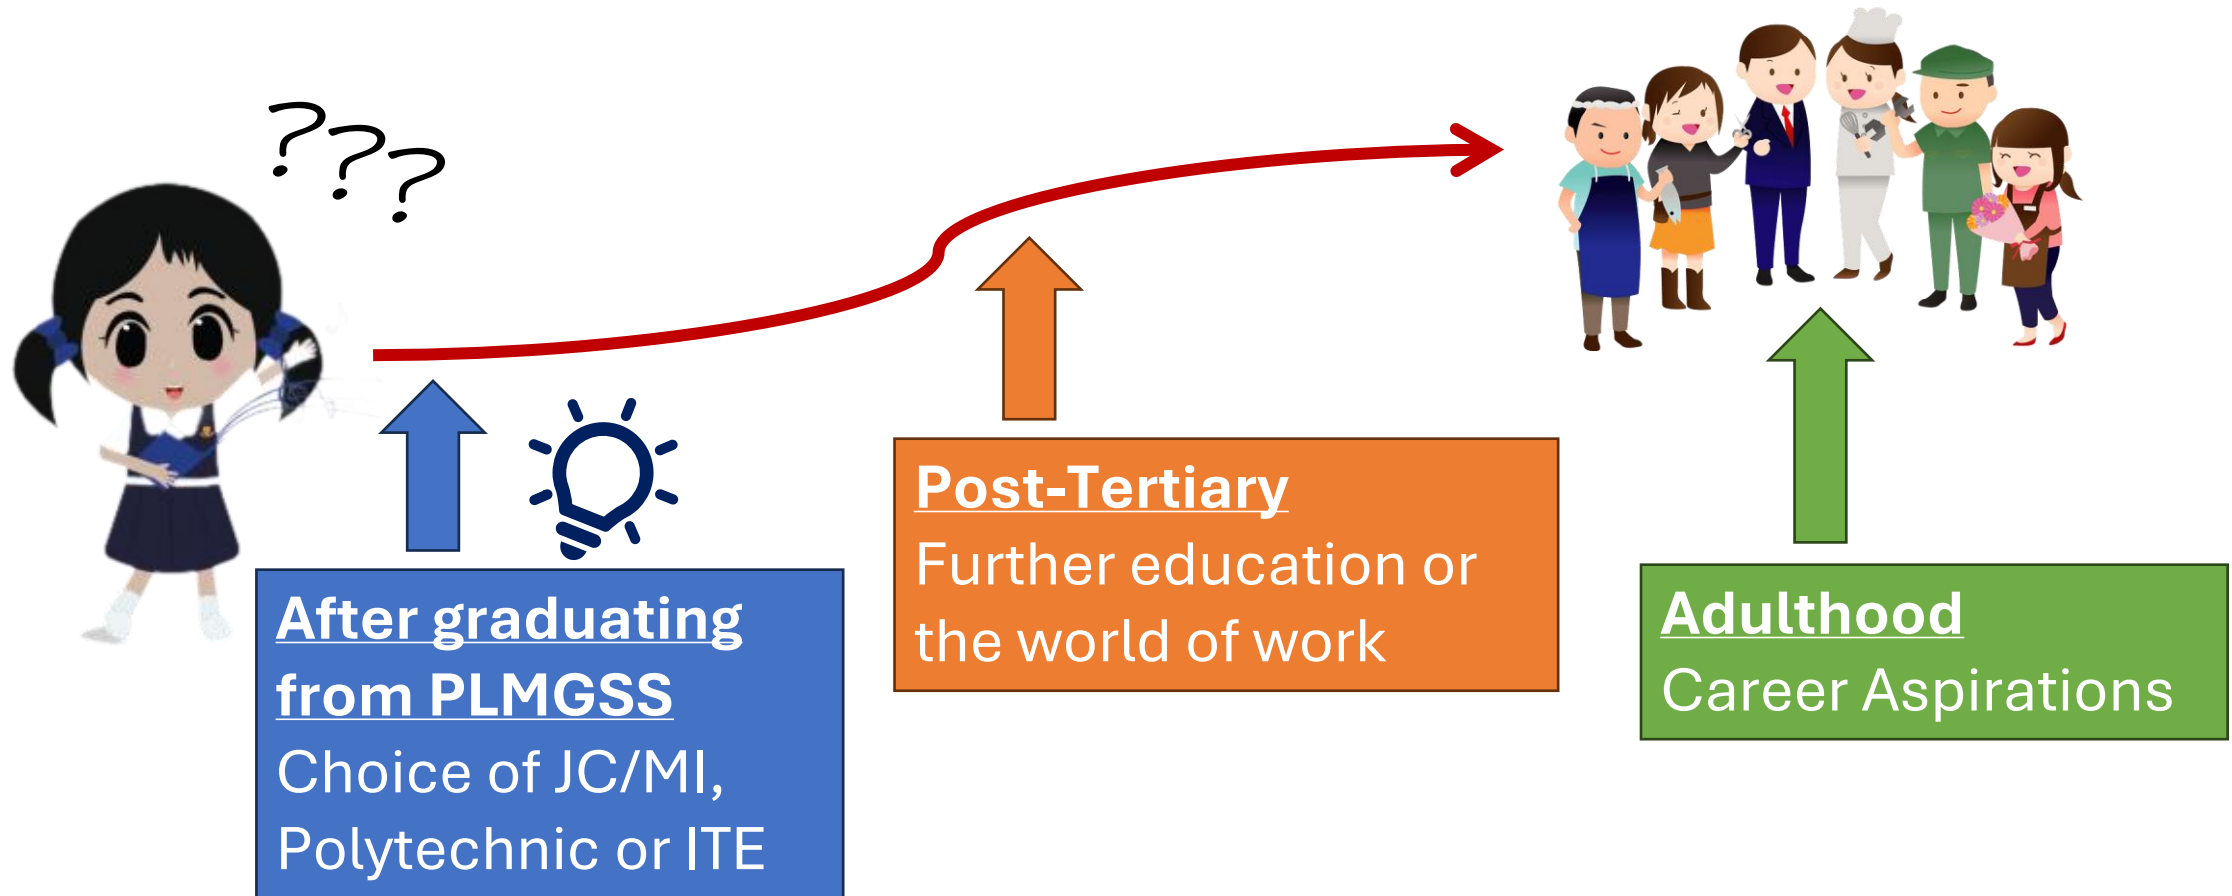 ???
After graduating
from PLMGSS
Choice of JC/MI,
Polytechnic or ITE
Post-Tertiary
Further education or
the world of work
Adulthood
Career Aspirations